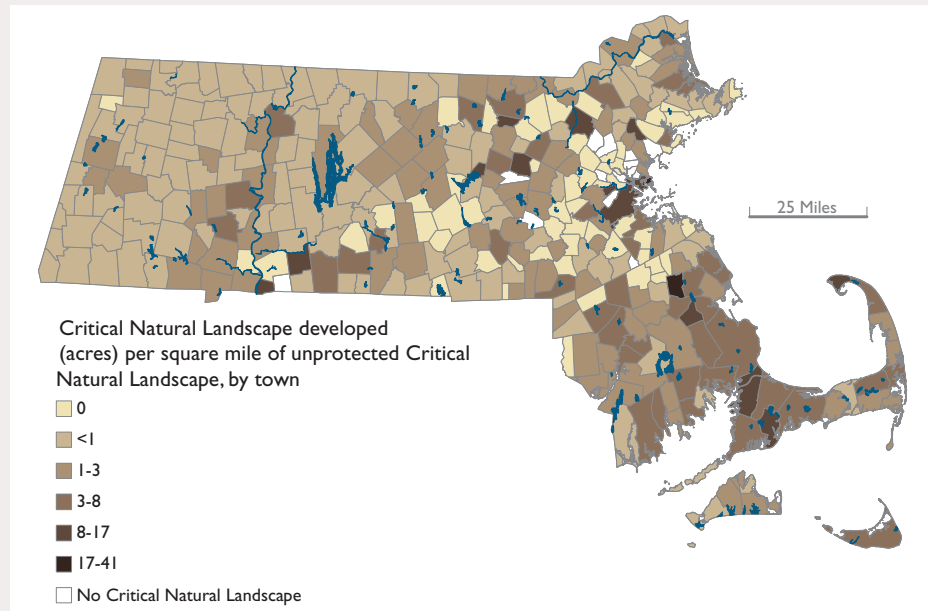 25 Miles
Critical Natural Landscape developed
(acres) per square mile of unprotected Critical
Natural Landscape, by town
0
<1
1-3
3-8
8-17
17-41
No Critical Natural Landscape